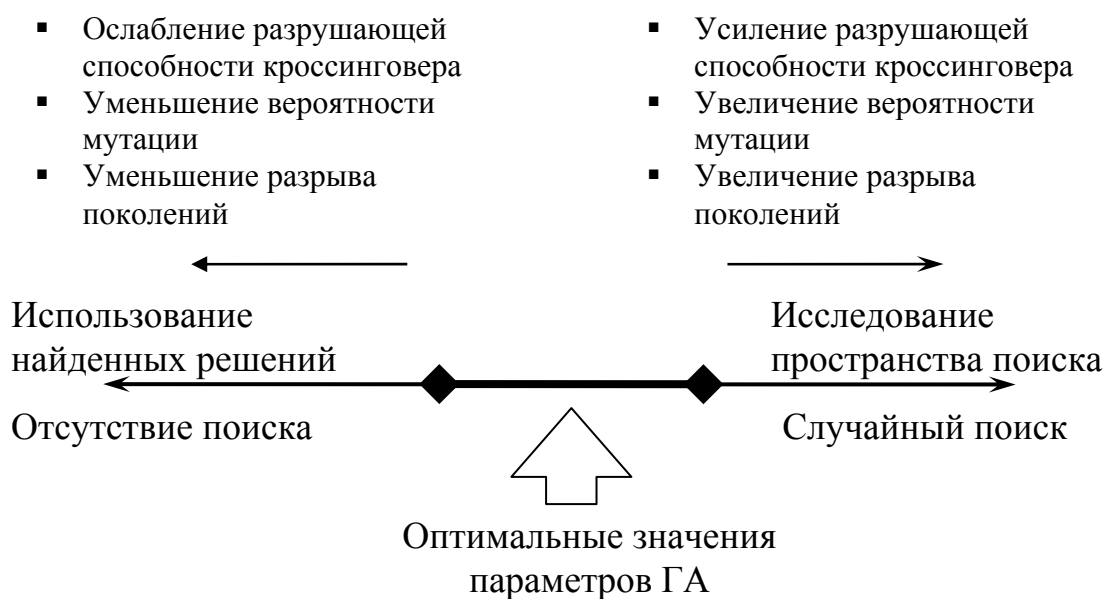 ▪ Ослабление разрушающей
способности кроссинговера
▪ Уменьшение вероятности
мутации
▪ Уменьшение разрыва
поколений
▪ Усиление разрушающей
способности кроссинговера
▪ Увеличение вероятности
мутации
▪ Увеличение разрыва
поколений
Использование
найденных решений
Исследование
пространства поиска
Отсутствие поиска
Случайный поиск
Оптимальные значения
параметров ГА